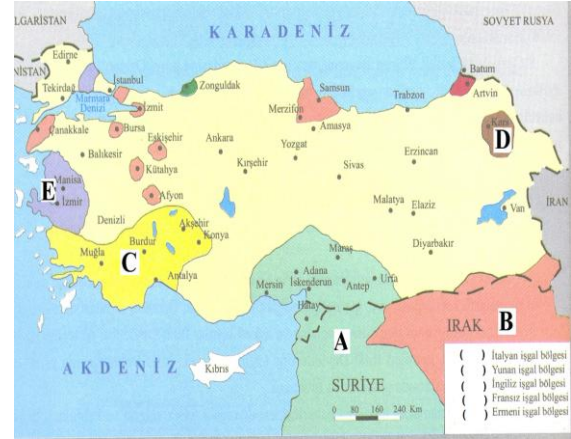 LGARİSTAN
KARADENİZ
SOVYET RUSYA
Edirne
NİSTAN
Tekirdağ
İstanbul
Marmara
Denizi
İzmit
Zonguldak
Samsun
Merzifon
Amasya
Trabzon
Batum
Artvin
Kars
D
Çanakkale
Bursa
Balıkesir
Eskişehir
Kütahya
Afyon
Ankara
Kırşehir
Yozgat
Sivas
Erzincan
E
Manisa
İzmir
Denizli
Akşehir
Konya
Burdur
Muğla
C
Antalya
Malatya
Elazig
Van
İRAN
Diyarbakır
Maraş
Adana
Mersin
İskenderun
Antep
Urfa
Hatay
A
IRAK
B
AKDENİZ
Kıbrıs
SURİYE
0 80 160 240 Km
( ) İtalyan işgal bölgesi
( ) Yunan işgal bölgesi
( ) İngiliz işgal bölgesi
( ) Fransız işgal bölgesi
( ) Ermeni işgal bölgesi